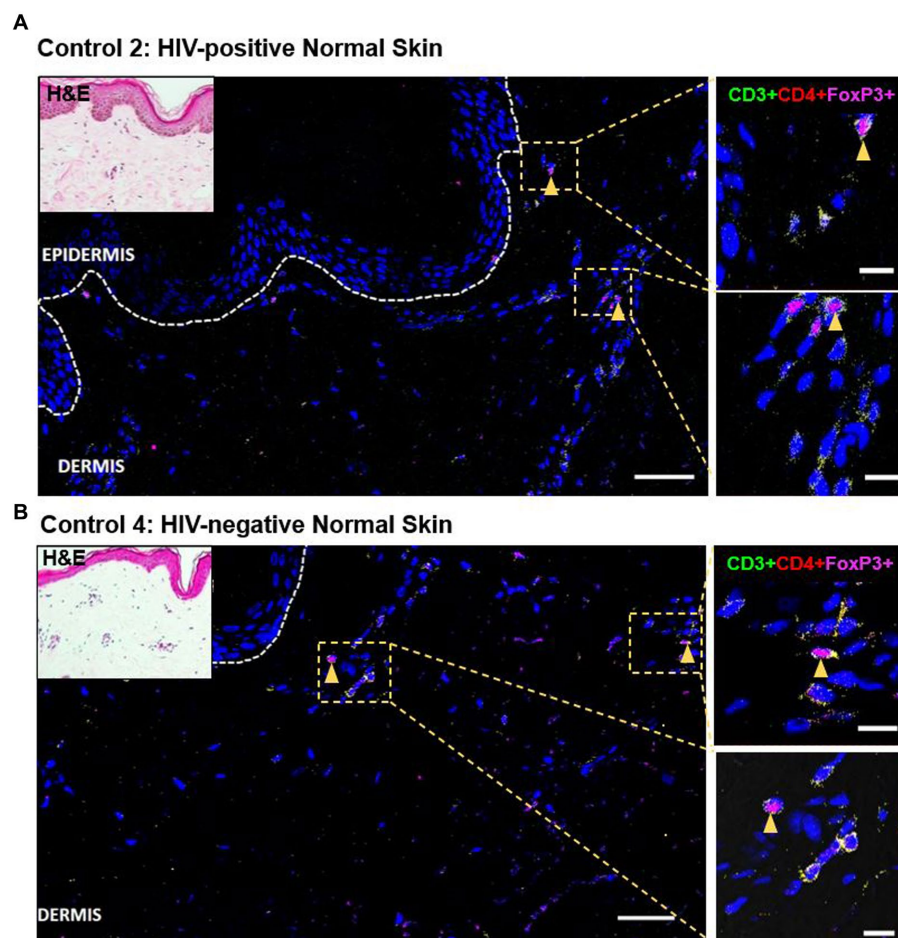 A
Control 2: HIV-positive Normal Skin
H&E
CD3+CD4+FoxP3+
EPIDERMIS
DERMIS
B
Control 4: HIV-negative Normal Skin
H&E
CD3+CD4+FoxP3+
DERMIS